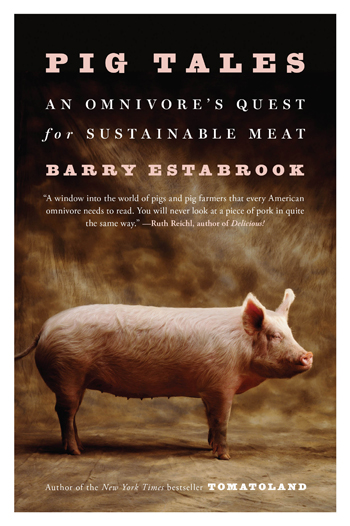 PIG TALES
AN OMNIVORE'S QUEST
for SUSTAINABLE MEAT
BARRY ESTABROOK
“A window into the world of pigs and pig farmers that every American
omnivore needs to read. You will never look at a piece of pork in quite
the same way.” —Ruth Reichl, author of Delicious!
Author of the New York Times bestseller TOMATOLAND